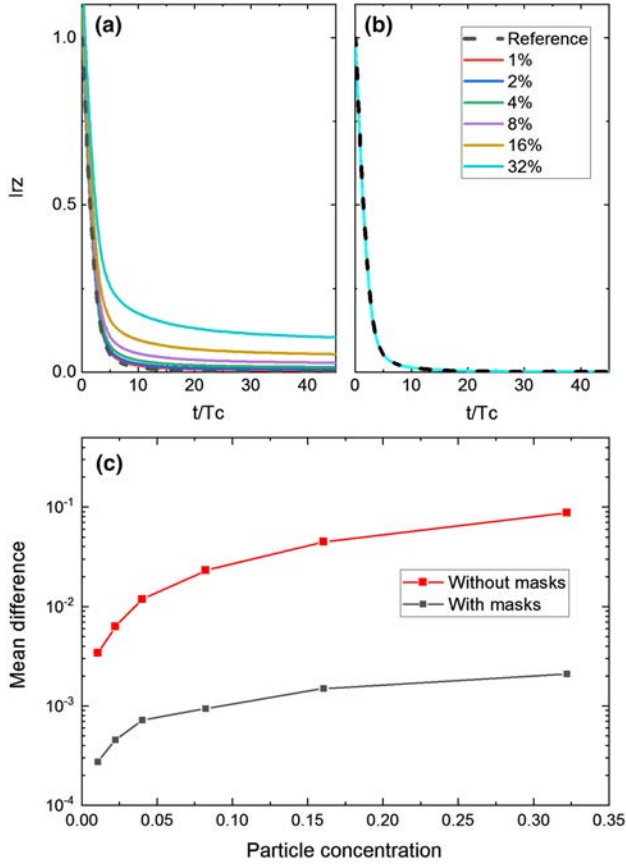 (a)
(b)
Reference
1%
2%
4%
8%
16%
32%
1.0
0.5
0.0
Irz
0 10 20 30 40
0 10 20 30 40
t/Tc
t/Tc
(c)
10⁻¹
10⁻²
10⁻³
10⁻⁴
Mean difference
Without masks
With masks
0.00 0.05 0.10 0.15 0.20 0.25 0.30 0.35
Particle concentration